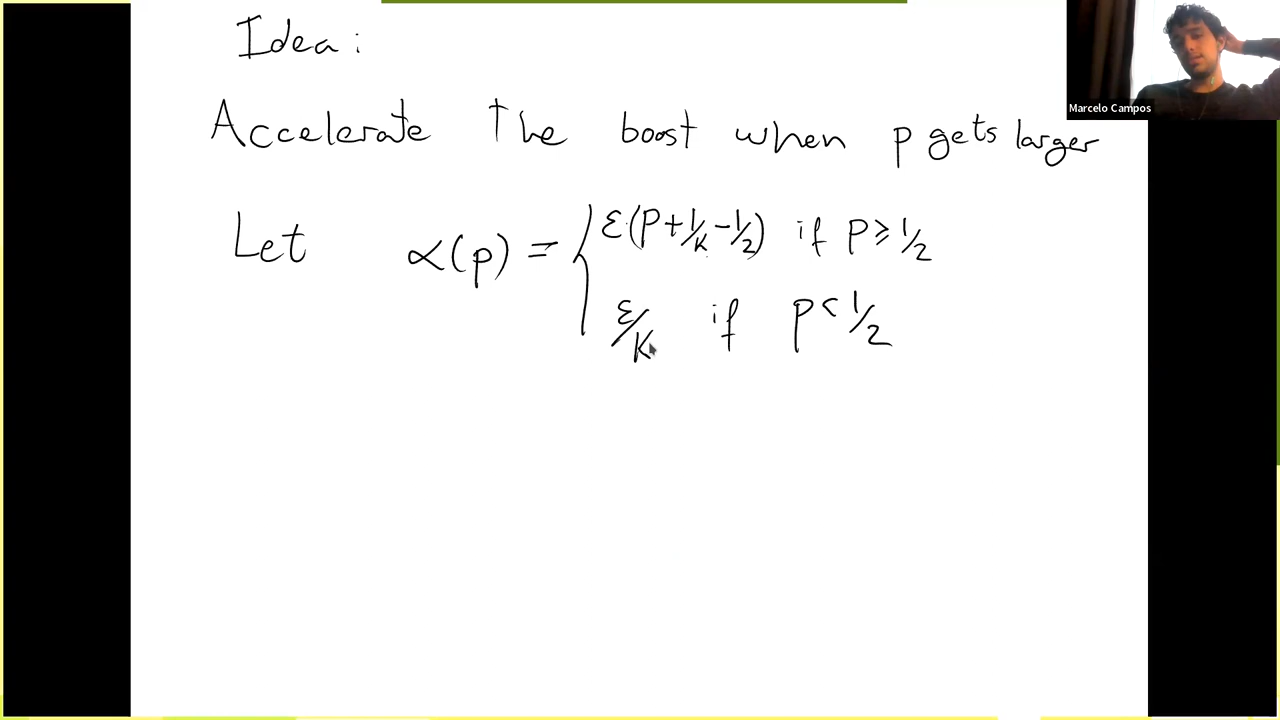 Idea:
Marcelo Campos
Accelerate the boost when p gets larger
Let α(p) = { ε(p+1/k-1/2) if p ≥ 1/2
ε/k if p < 1/2